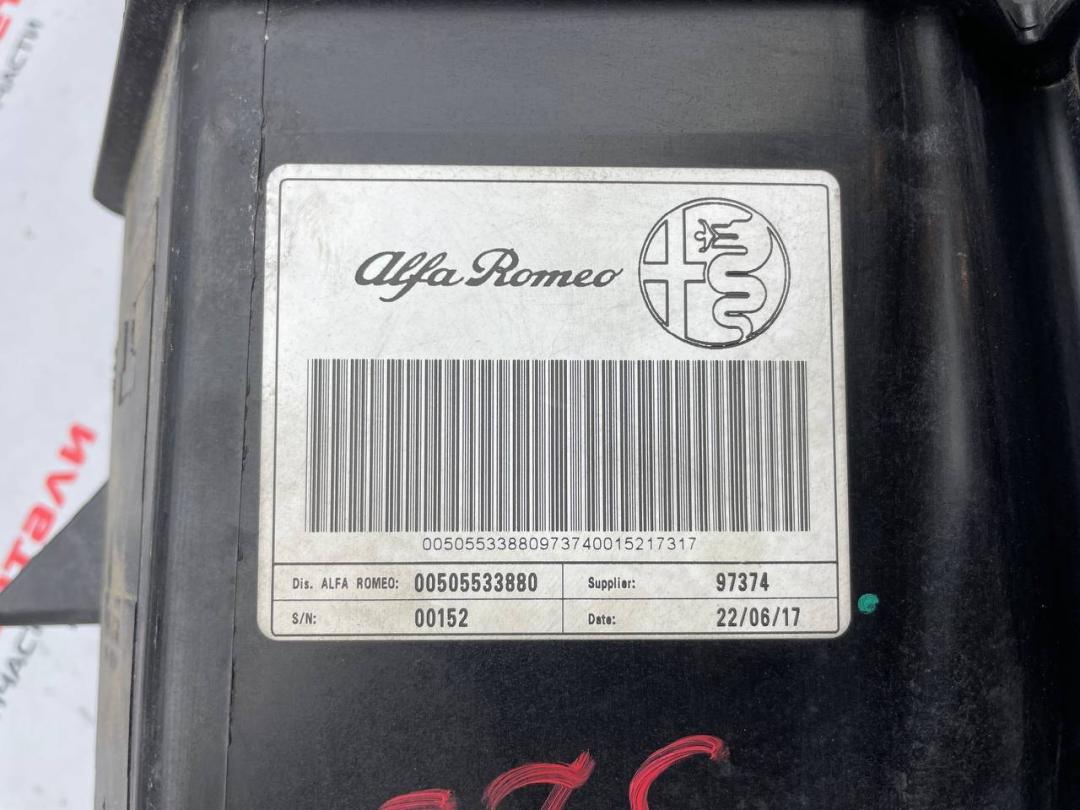 Alfa Romeo
00505533880973740015217317
Dis. ALFA ROMEO: 00505533880 Supplier: 97374
S/N: 00152 Date: 22/06/17